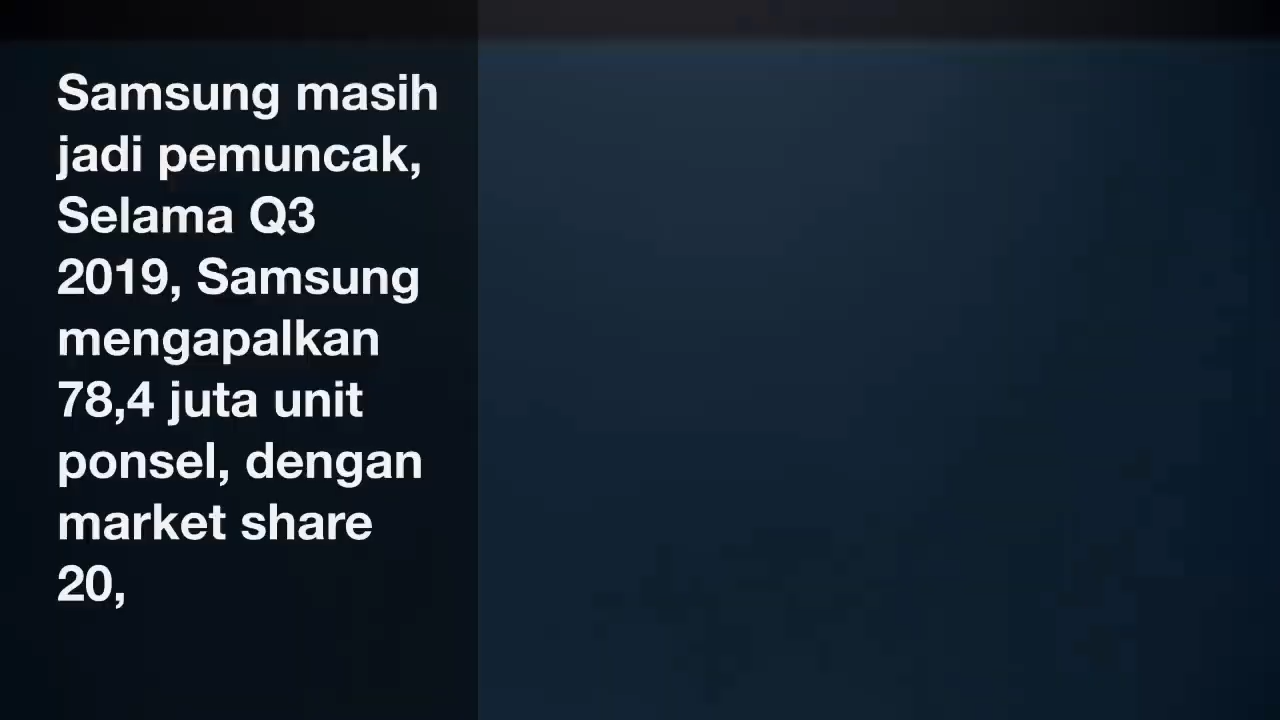 Samsung masih
jadi pemuncak,
Selama Q3
2019, Samsung
mengapalkan
78,4 juta unit
ponsel, dengan
market share
20,